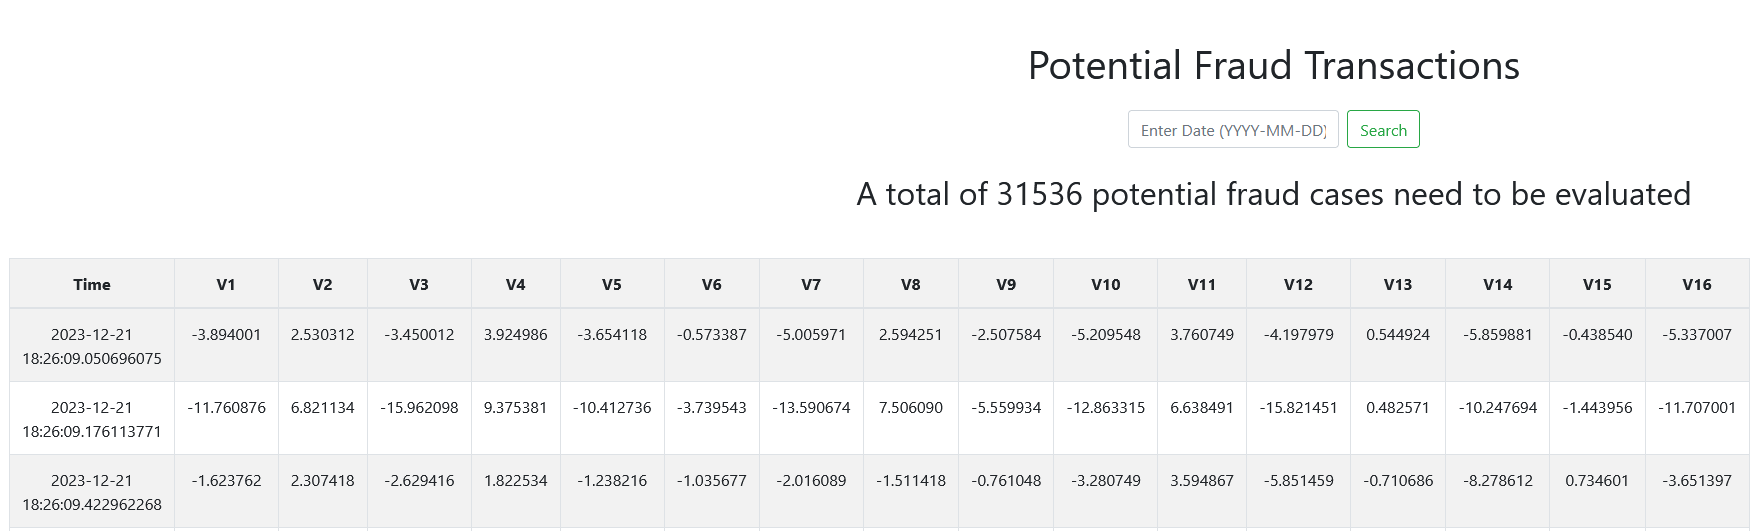 Potential Fraud Transactions
Enter Date (YYYY-MM-DD) Search
A total of 31536 potential fraud cases need to be evaluated
Time V1 V2 V3 V4 V5 V6 V7 V8 V9 V10 V11 V12 V13 V14 V15 V16
2023-12-21 -3.894001 2.530312 -3.450012 3.924986 -3.654118 -0.573387 -5.005971 2.594251 -2.507584 -5.209548 3.760749 -4.197979 0.544924 -5.859881 -0.438540 -5.337007
18:26:09.050696075
2023-12-21 -11.760876 6.821134 -15.962098 9.375381 -10.412736 -3.739543 -13.590674 7.506090 -5.559934 -12.863315 6.638491 -15.821451 0.482571 -10.247694 -1.443956 -11.707001
18:26:09.176113771
2023-12-21 -1.623762 2.307418 -2.629416 1.822534 -1.238216 -1.035677 -2.016089 -1.511418 -0.761048 -3.280749 3.594867 -5.851459 -0.710686 -8.278612 0.734601 -3.651397
18:26:09.422962268